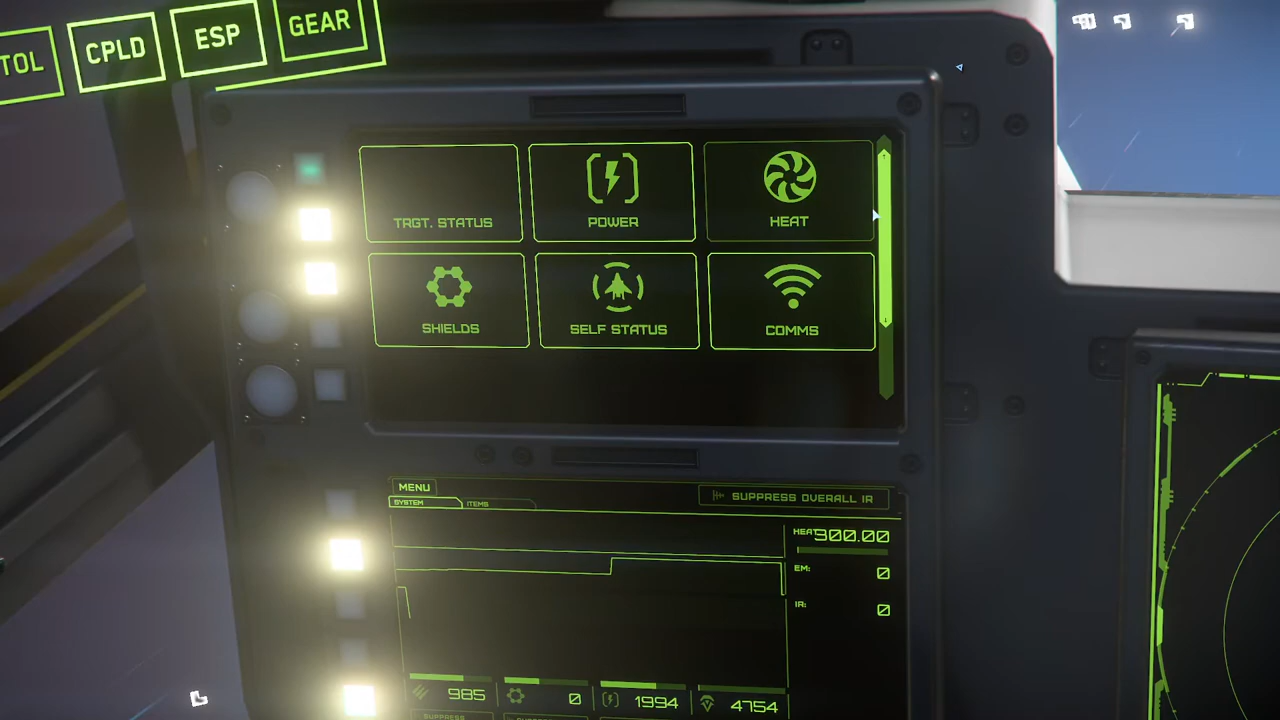 TOL CPLD ESP GEAR
TRGT. STATUS POWER HEAT
SHIELDS SELF STATUS COMMS
MENU
SUPPRESS OVERALL IR
SYSTEM ITEMS
HEAT 300.00
EM: 0
IR: 0
985 0 1994 4754
SUPPRESS